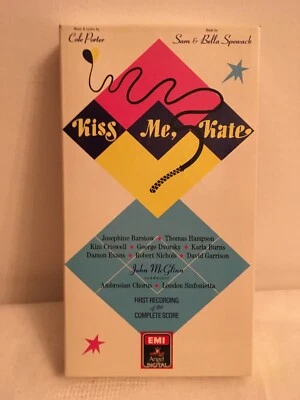 Music & Lyrics by
Cole Porter
Book by
Sam & Bella Spewack
Kiss Me, Kate
Josephine Barstow • Thomas Hampson
Kim Criswell • George Dvorsky • Karla Burns
Damon Evans • Robert Nichols • David Garrison
John McGlinn
conductor
Ambrosian Chorus • London Sinfonietta
FIRST RECORDING
of the
COMPLETE SCORE
EMI
Angel
DIGITAL